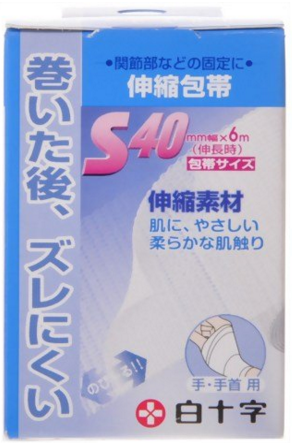 巻いた後、ズレにくい
•関節部などの固定に•
伸縮包帯
S40mm幅×6m
(伸長時)
包帯サイズ
伸縮素材
肌に、やさしい
柔らかな肌触り
のびる!!
手・手首 用
白十字